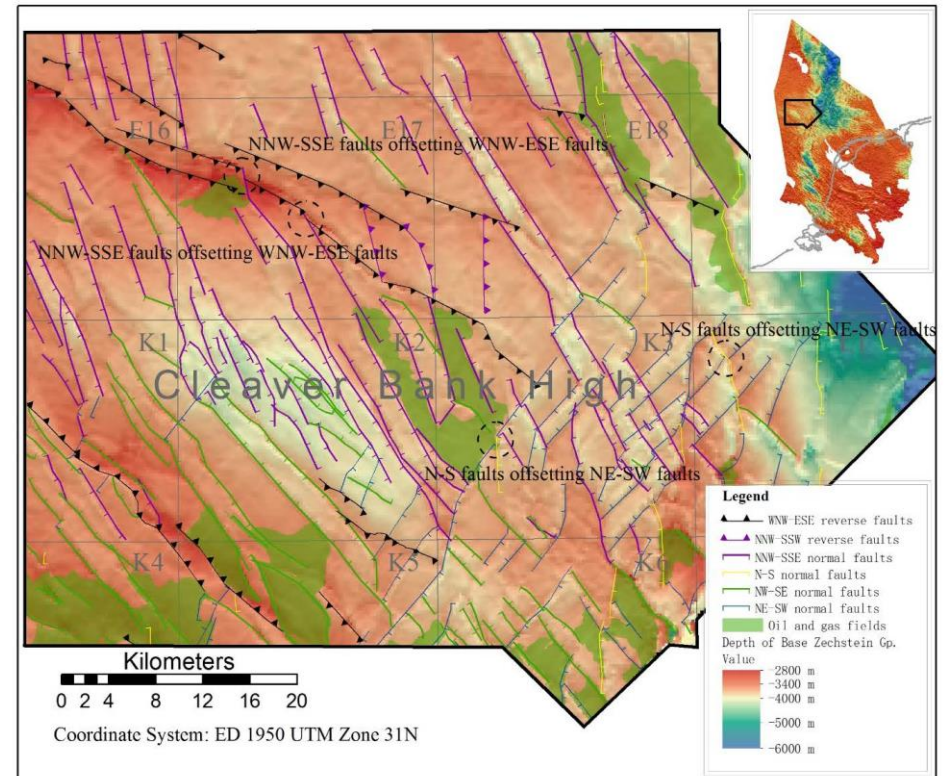 E16
E17
E18
NNW-SSE faults offsetting WNW-ESE faults
NNW-SSE faults offsetting WNW-ESE faults
N-S faults offsetting NE-SW faults
K1
K2
K3
Cleaver Bank High
N-S faults offsetting NE-SW faults
K4
K5
K6
Legend
WNW-ESE reverse faults
NNW-SSW reverse faults
NNW-SSE normal faults
N-S normal faults
NW-SE normal faults
NE-SW normal faults
Oil and gas fields
Depth of Base Zechstein Gp.
Value
-2800 m
-3400 m
-4000 m
-5000 m
-6000 m
Kilometers
0 2 4 8 12 16 20
Coordinate System: ED 1950 UTM Zone 31N